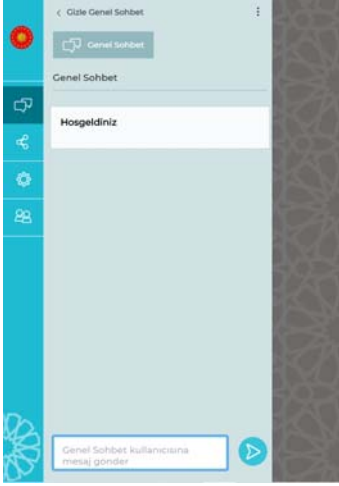 Gizle Genel Sohbet
Genel Sohbet
Genel Sohbet
Hosgeldiniz
Genel Sohbet kullanıcısına
mesaj gönder